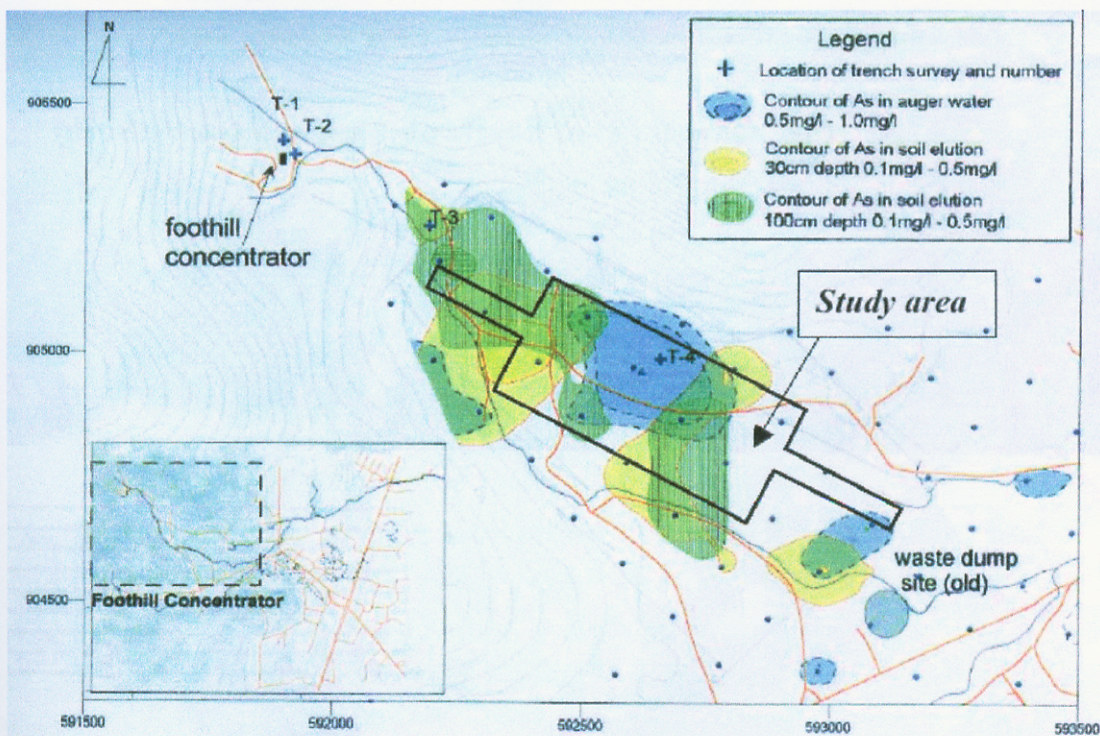 N
Legend
Location of trench survey and number
Contour of As in auger water
0.5mg/l - 1.0mg/l
Contour of As in soil elution
30cm depth 0.1mg/l - 0.5mg/l
Contour of As in soil elution
100cm depth 0.1mg/l - 0.5mg/l
905500
T-1
T-2
T-3
foothill
concentrator
Study area
905000
T-4
waste dump
site (old)
904500
Foothill Concentrator
591500
592000
592500
593000
593500